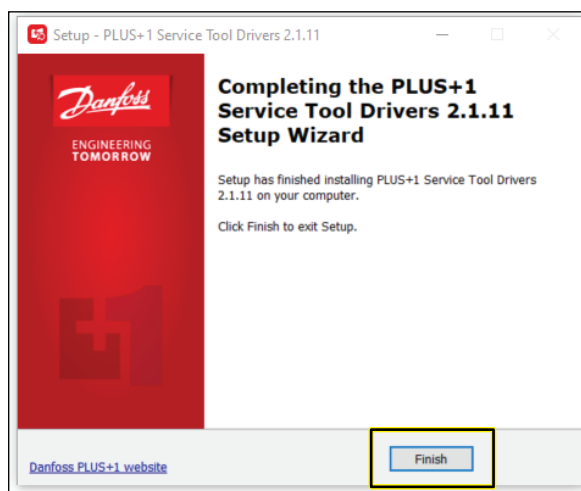 Setup - PLUS+1 Service Tool Drivers 2.1.11
Danfoss
ENGINEERING
TOMORROW
Completing the PLUS+1
Service Tool Drivers 2.1.11
Setup Wizard
Setup has finished installing PLUS+1 Service Tool Drivers
2.1.11 on your computer.
Click Finish to exit Setup.
+1
Danfoss PLUS+1 website
Finish